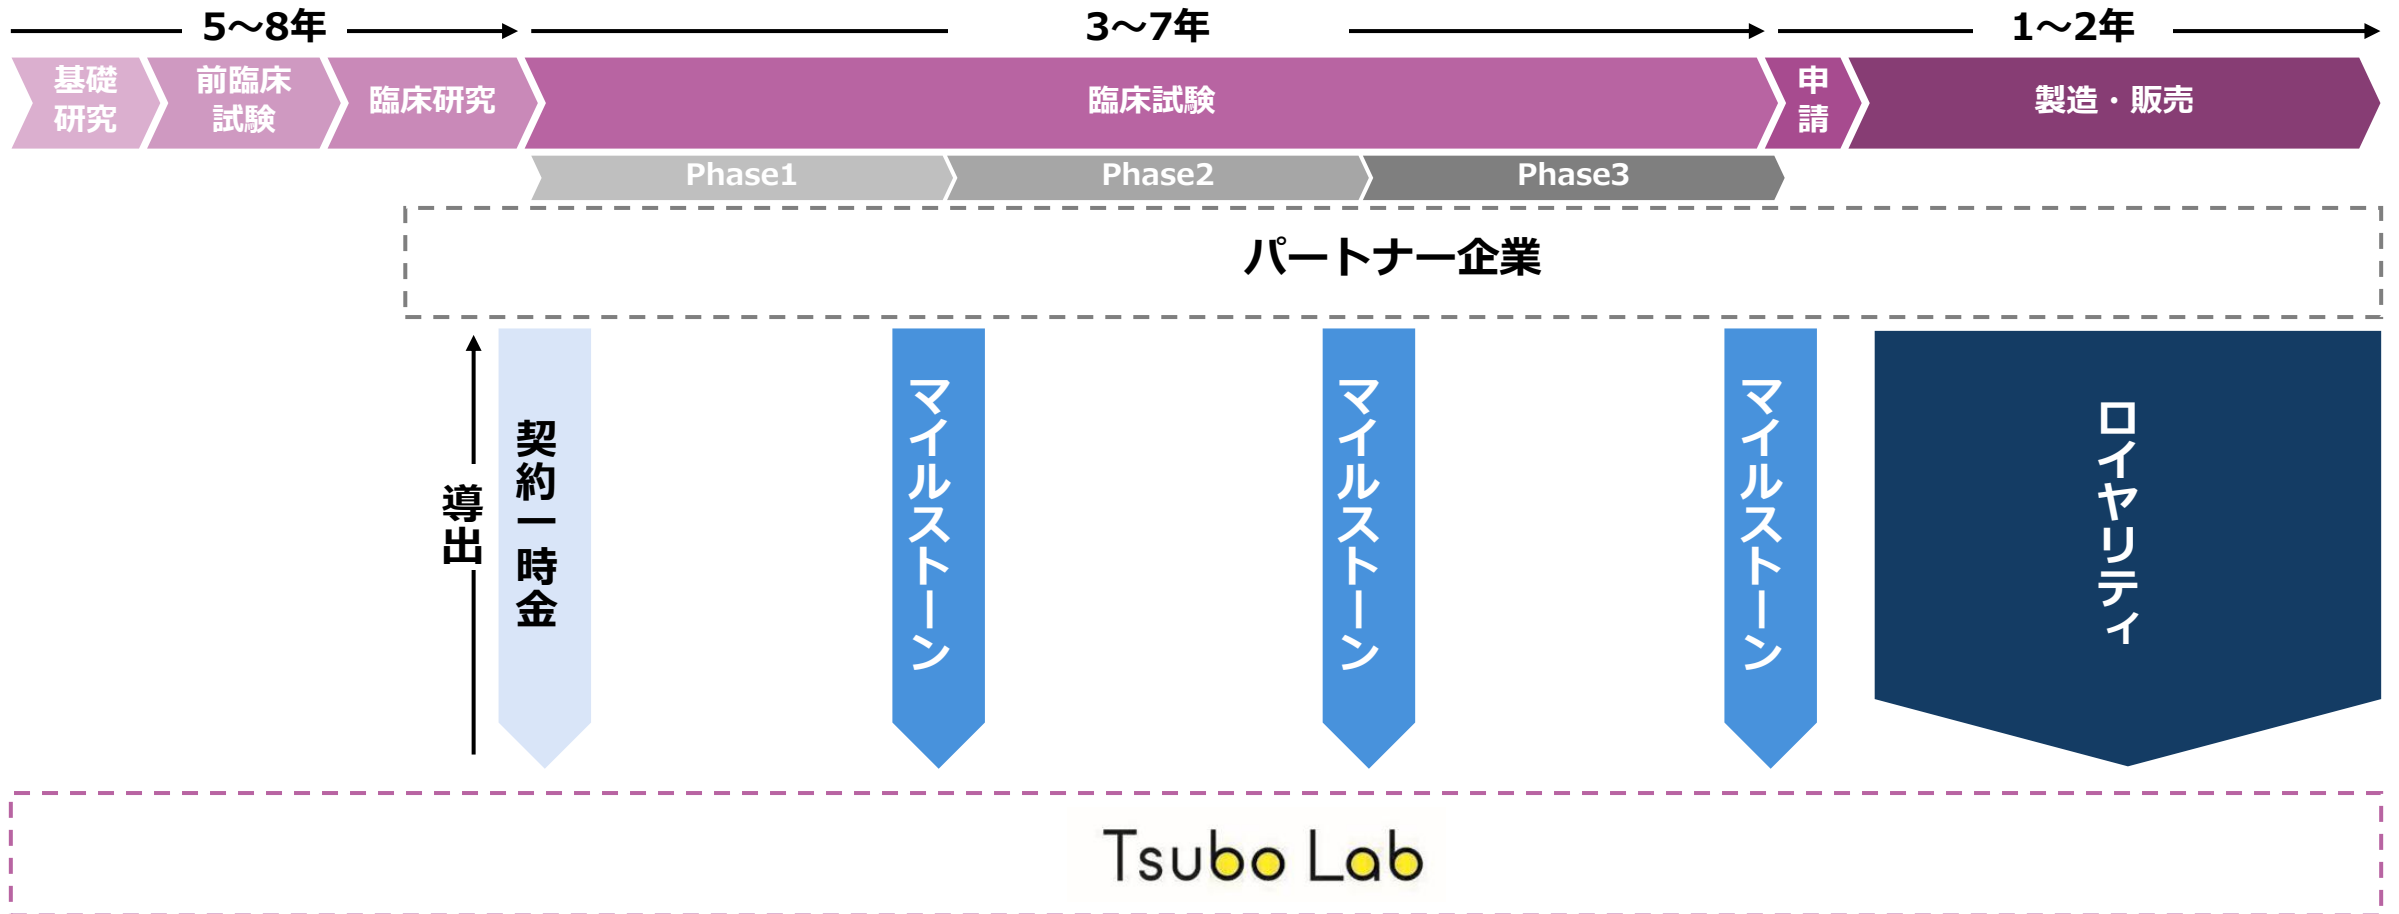 5～8年
3～7年
1～2年
基礎
研究
前臨床
試験
臨床研究
臨床試験
申
請
製造・販売
Phase1
Phase2
Phase3
パートナー企業
導出
契約一時金
マイルストーン
マイルストーン
マイルストーン
ロイヤリティ
Tsubo Lab